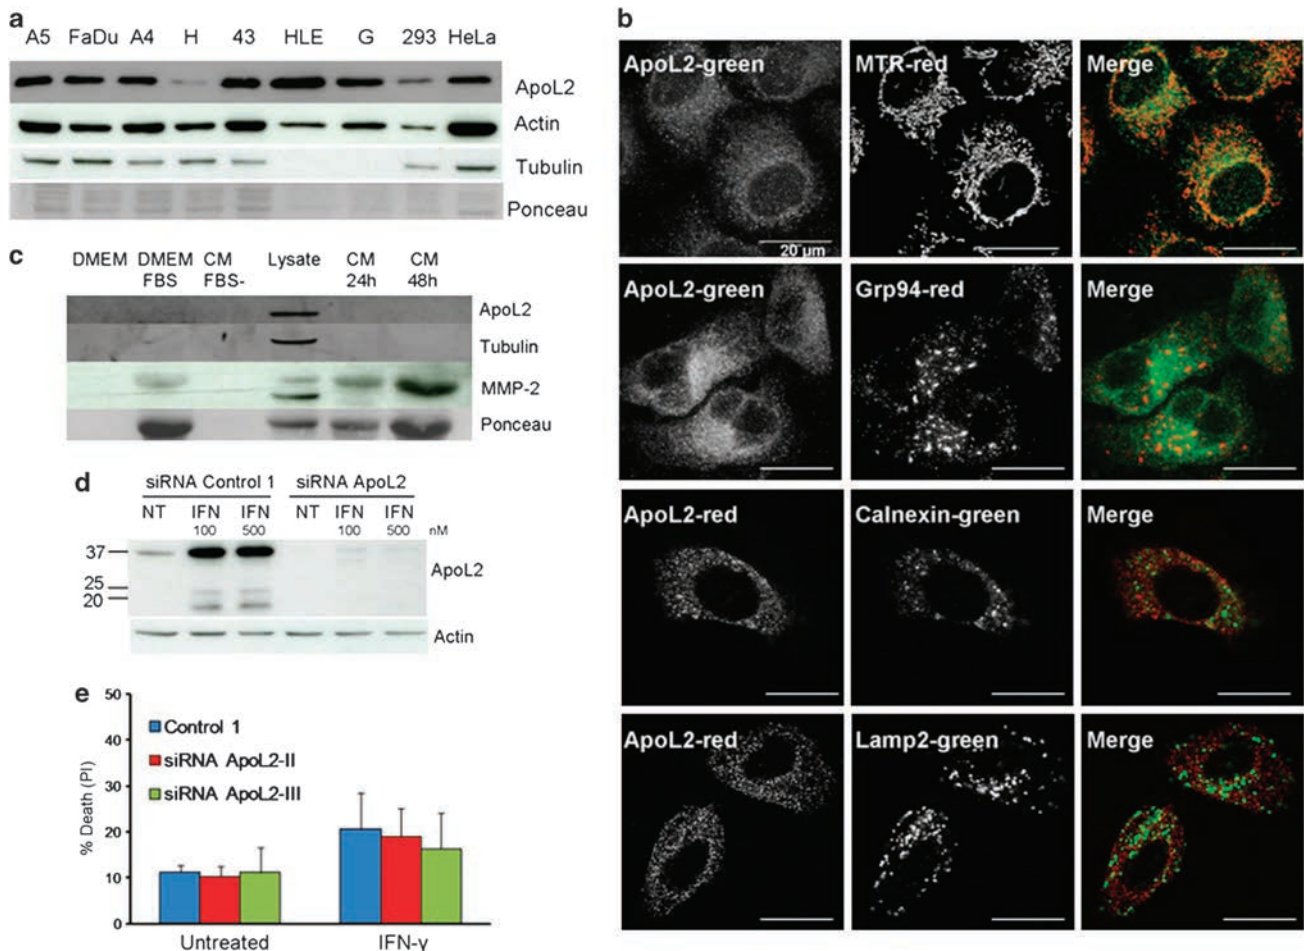 a
A5 FaDu A4 H 43 HLE G 293 HeLa
ApoL2
Actin
Tubulin
Ponceau
c
DMEM DMEM CM Lysate CM CM
FBS FBS- 24h 48h
ApoL2
Tubulin
MMP-2
Ponceau
d
siRNA Control 1 siRNA ApoL2
NT IFN IFN NT IFN IFN
100 500 100 500 nM
37
25
20
ApoL2
Actin
e
50
40
30
20
10
0
% Death (PI)
Control 1
siRNA ApoL2-II
siRNA ApoL2-III
Untreated IFN-γ
b
ApoL2-green MTR-red Merge
20 µm
ApoL2-green Grp94-red Merge
ApoL2-red Calnexin-green Merge
ApoL2-red Lamp2-green Merge